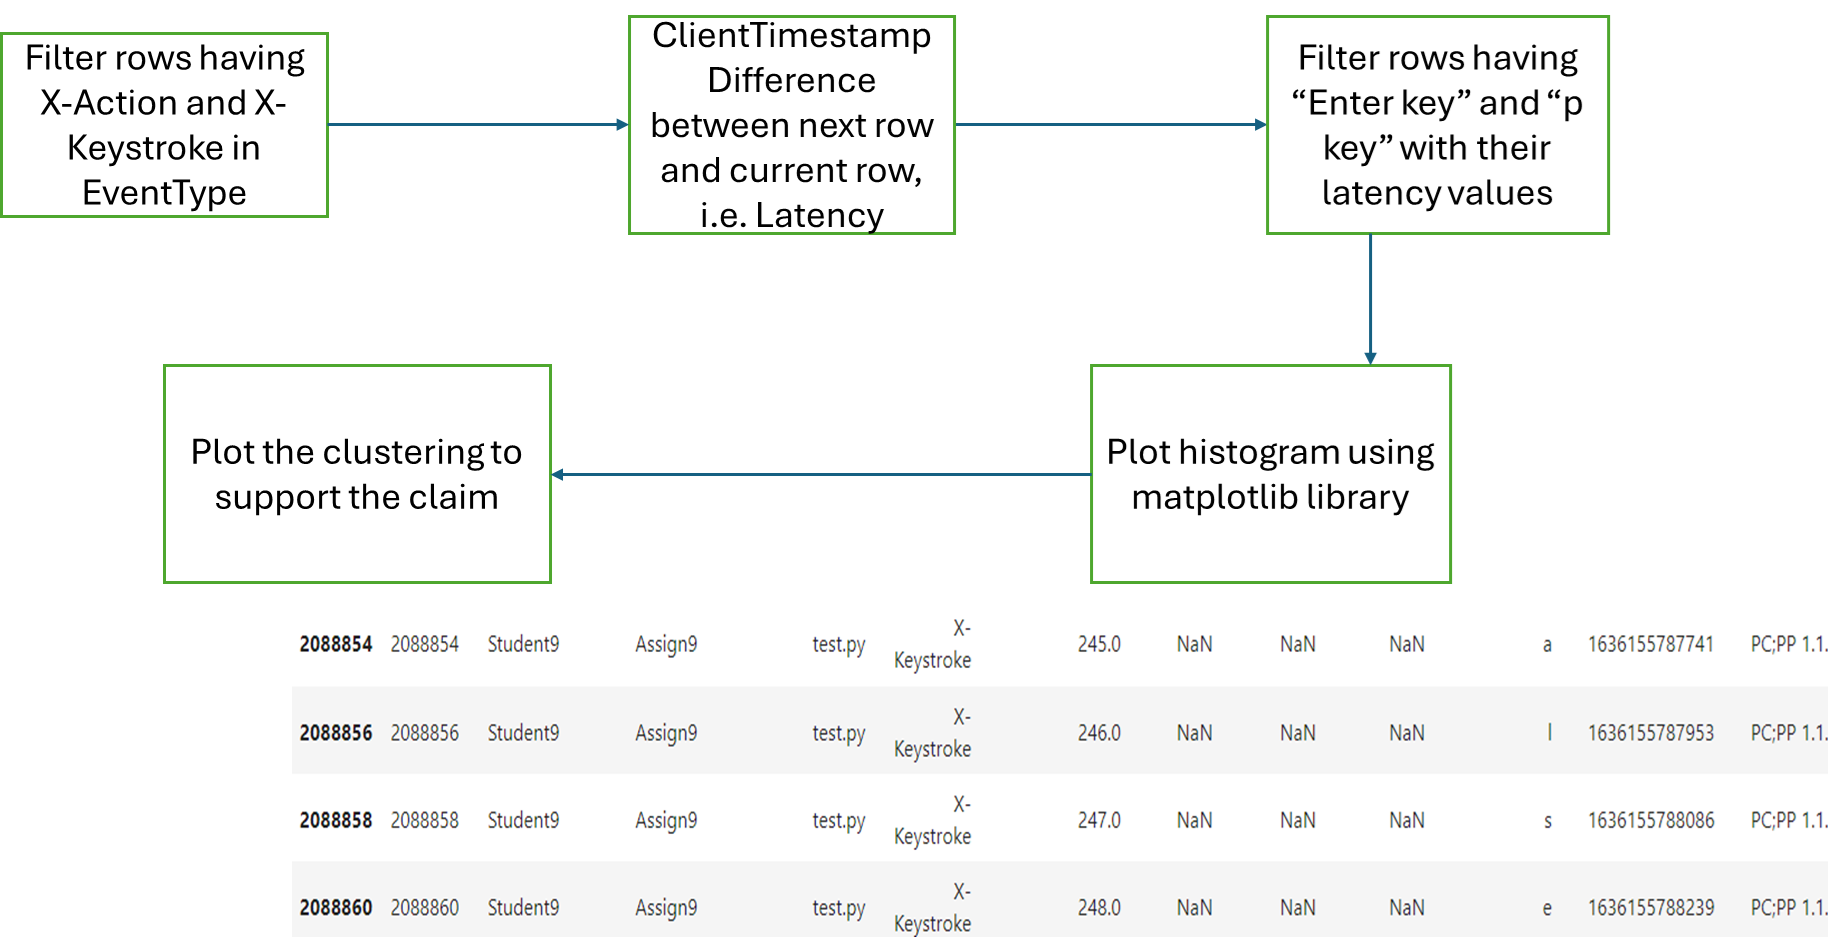 Filter rows having
X-Action and X-
Keystroke in
EventType
ClientTimestamp
Difference
between next row
and current row,
i.e. Latency
Filter rows having
“Enter key” and “p
key” with their
latency values
Plot the clustering to
support the claim
Plot histogram using
matplotlib library
2088854 2088854 Student9 Assign9 test.py X-
Keystroke 245.0 NaN NaN NaN a 1636155787741 PC;PP 1.1.
2088856 2088856 Student9 Assign9 test.py X-
Keystroke 246.0 NaN NaN NaN l 1636155787953 PC;PP 1.1.
2088858 2088858 Student9 Assign9 test.py X-
Keystroke 247.0 NaN NaN NaN s 1636155788086 PC;PP 1.1.
2088860 2088860 Student9 Assign9 test.py X-
Keystroke 248.0 NaN NaN NaN e 1636155788239 PC;PP 1.1.